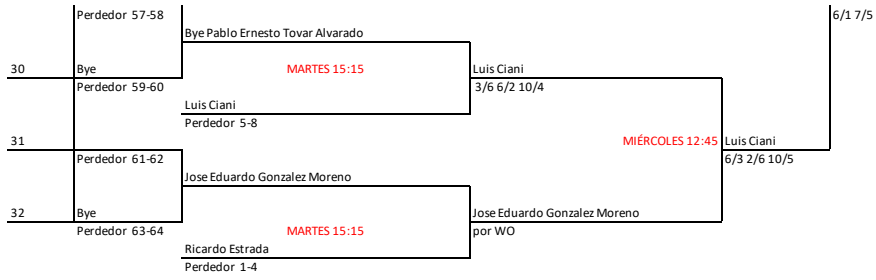 Perdedor 57-58
6/1 7/5
Bye Pablo Ernesto Tovar Alvarado
30
Bye
MARTES 15:15
Luis Ciani
Perdedor 59-60
3/6 6/2 10/4
Luis Ciani
Perdedor 5-8
31
MIÉRCOLES 12:45
Luis Ciani
Perdedor 61-62
6/3 2/6 10/5
Jose Eduardo Gonzalez Moreno
32
Bye
Jose Eduardo Gonzalez Moreno
Perdedor 63-64
MARTES 15:15
por WO
Ricardo Estrada
Perdedor 1-4